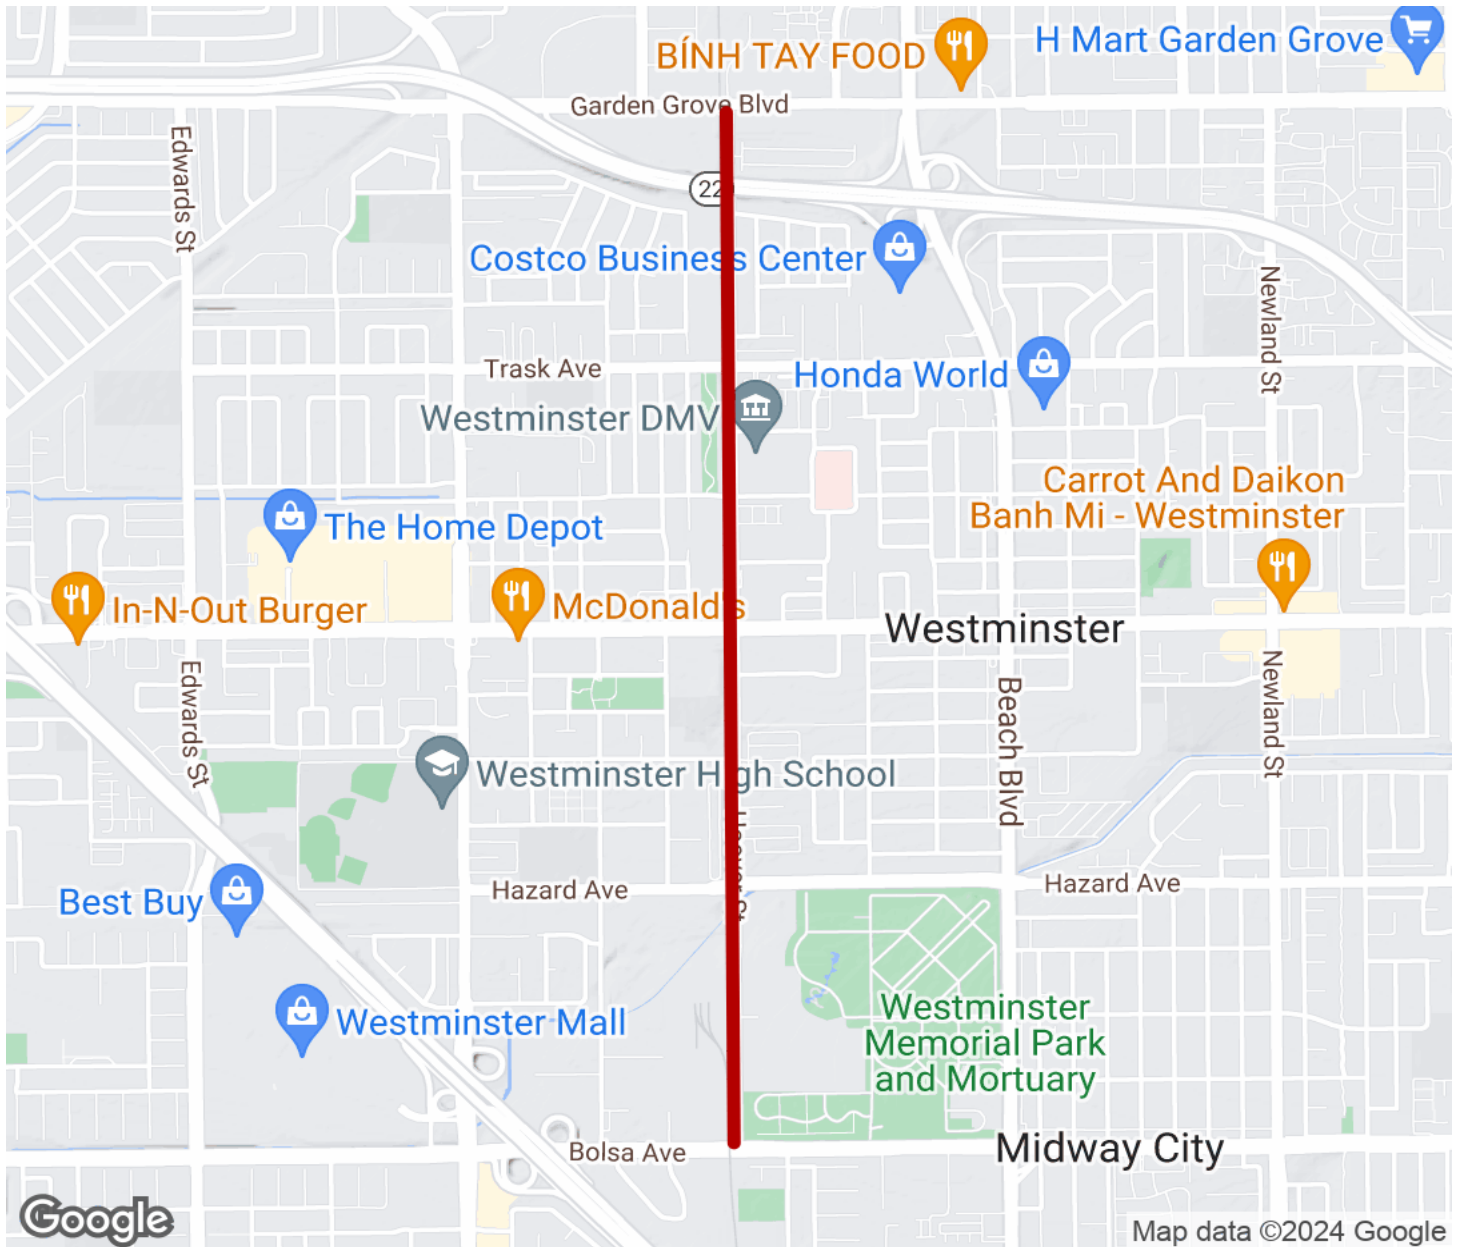 BÍNH TAY FOOD
H Mart Garden Grove
Garden Grove Blvd
Edwards St
22
Costco Business Center
Newland St
Trask Ave
Honda World
Westminster DMV
Carrot And Daikon
Banh Mi - Westminster
The Home Depot
In-N-Out Burger
McDonald's
Westminster
Edwards St
Beach Blvd
Newland St
Westminster High School
Hoover St
Hazard Ave
Hazard Ave
Best Buy
Westminster
Memorial Park
and Mortuary
Westminster Mall
Bolsa Ave
Midway City
Google
Map data ©2024 Google